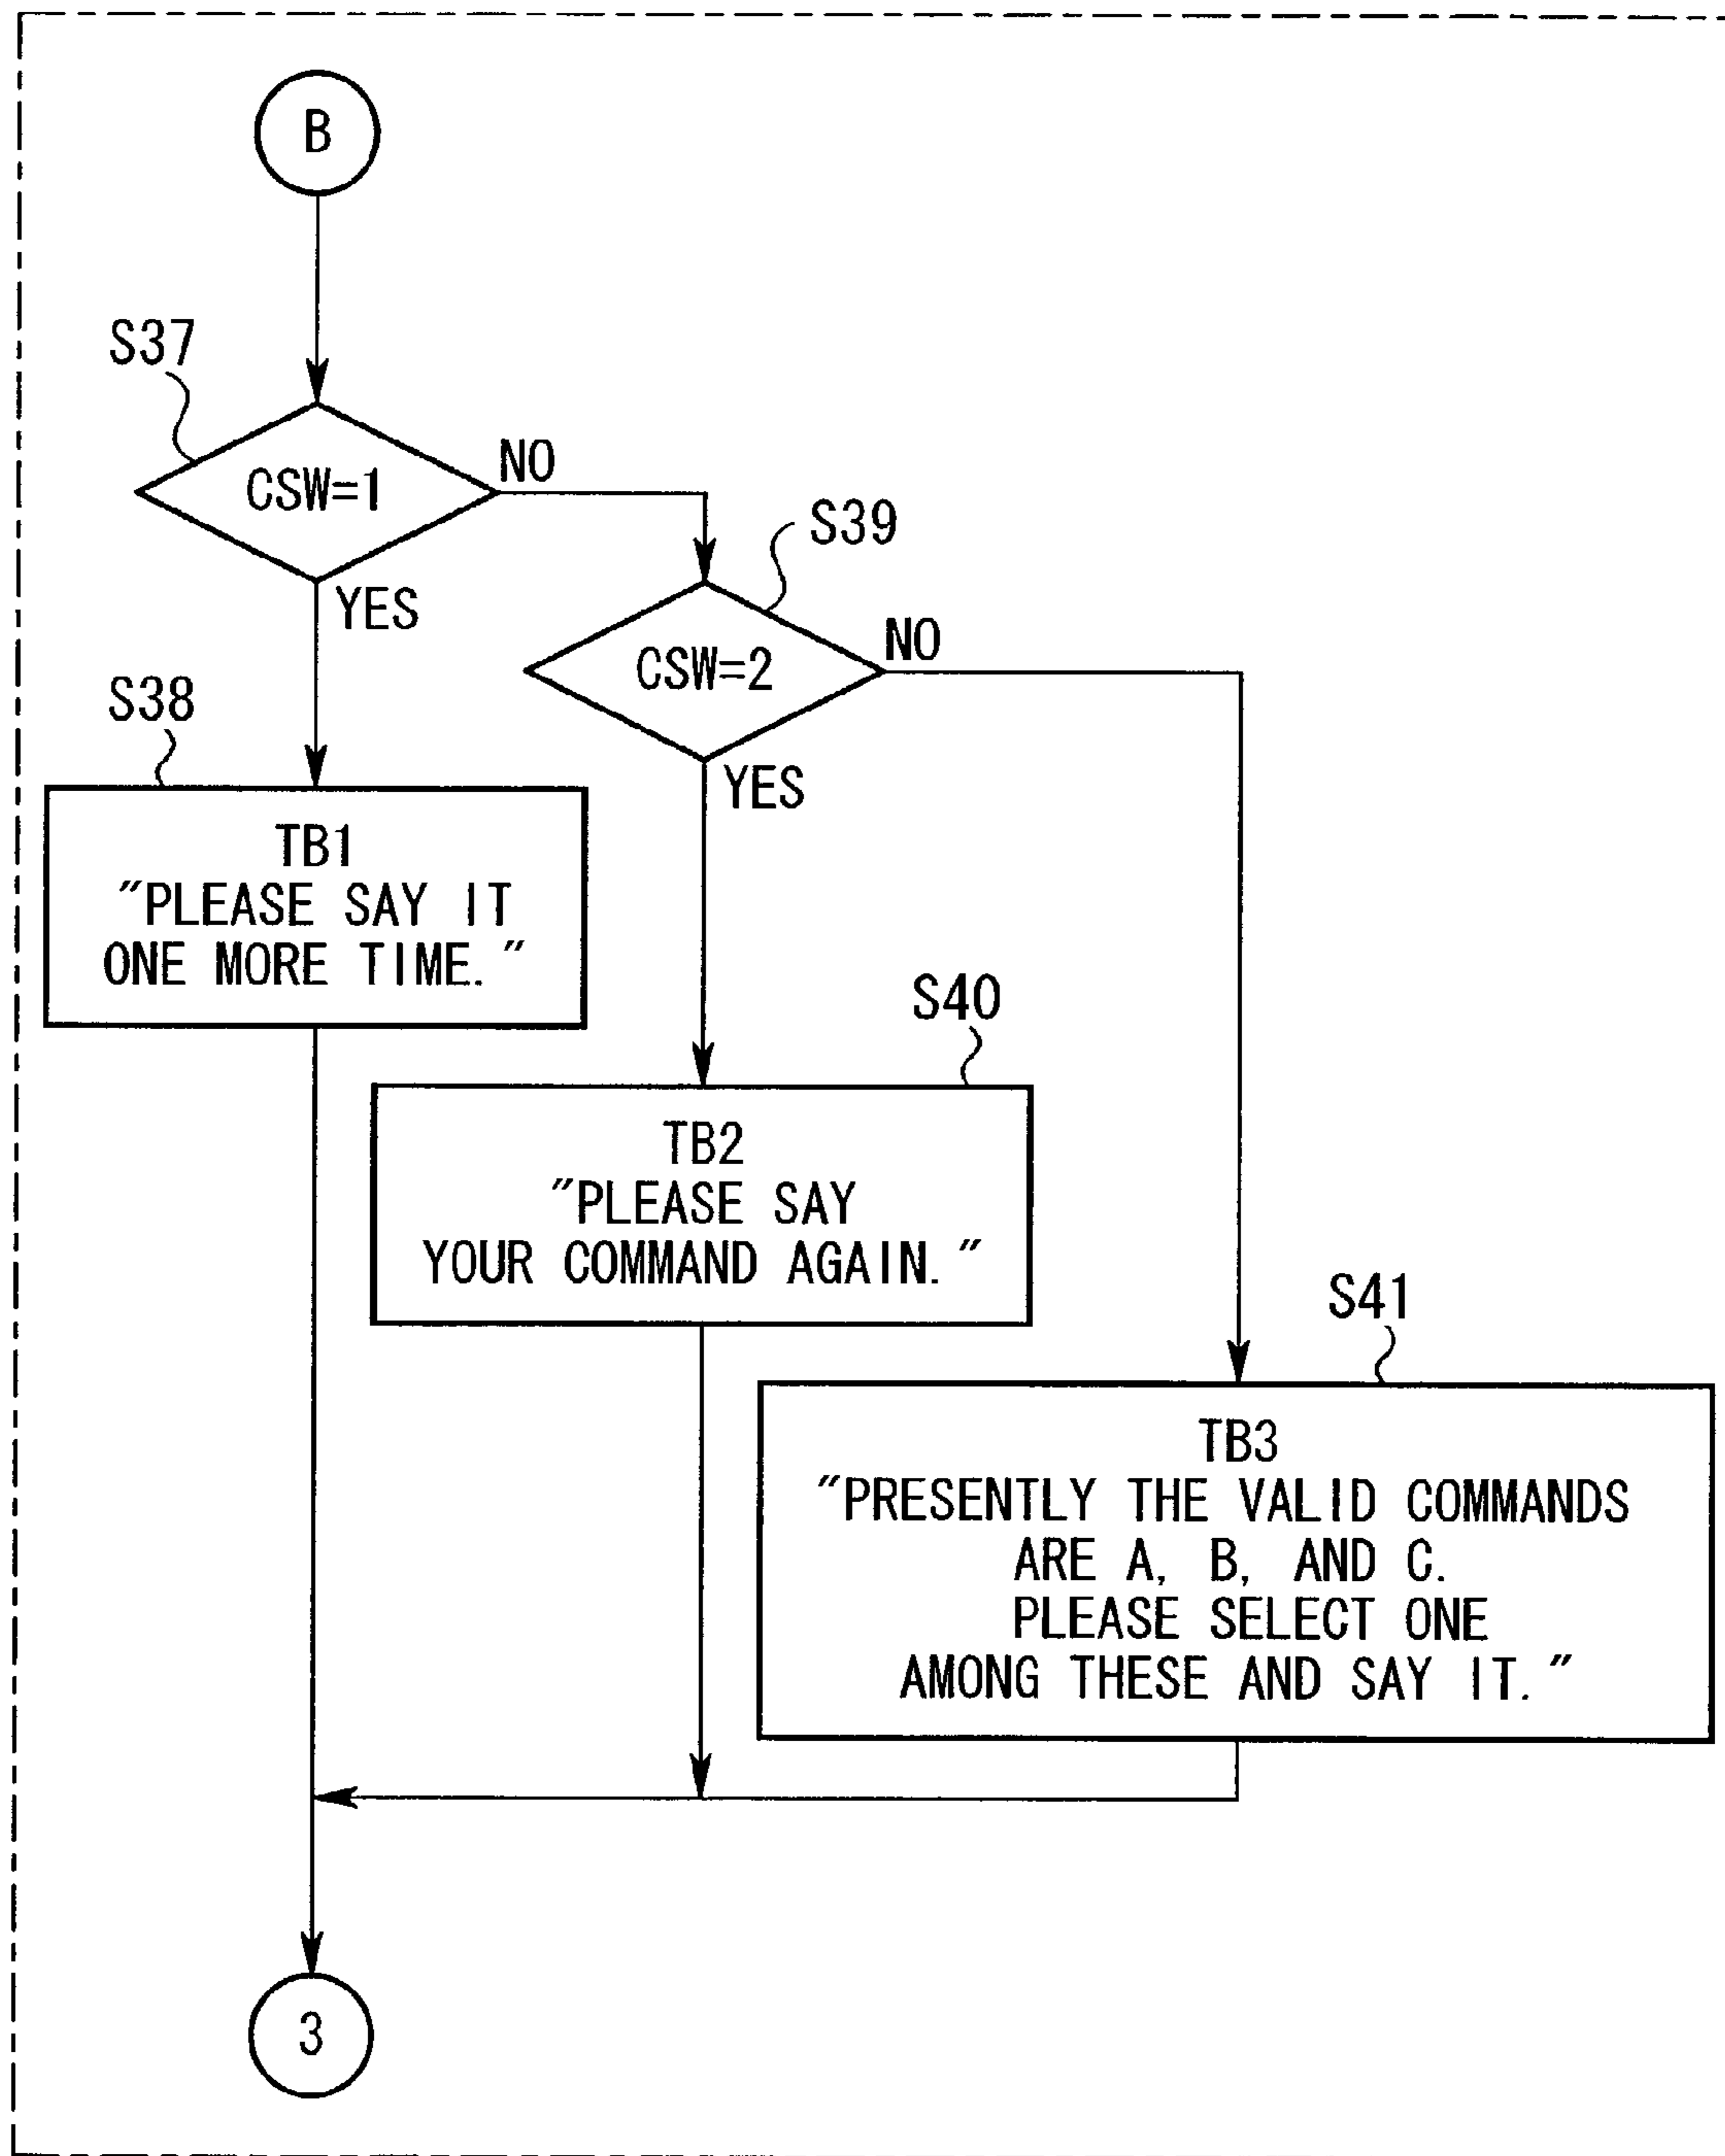 B
S37
CSW=1
NO
YES
S39
CSW=2
NO
YES
S38
TB1
"PLEASE SAY IT
ONE MORE TIME."
S40
TB2
"PLEASE SAY
YOUR COMMAND AGAIN."
S41
TB3
"PRESENTLY THE VALID COMMANDS
ARE A, B, AND C.
PLEASE SELECT ONE
AMONG THESE AND SAY IT."
3